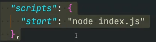 "scripts": {
"start": "node index.js"
},